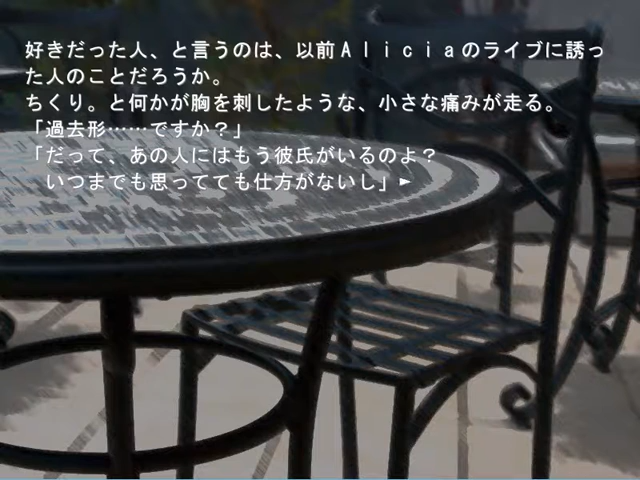 好きだった人、と言うのは、以前Ａｌｉｃｉａのライブに誘っ
た人のことだろうか。
ちくり。と何かが胸を刺したような、小さな痛みが走る。
「過去形……ですか？」
「だって、あの人にはもう彼氏がいるのよ？
　いつまでも思ってても仕方がないし」►